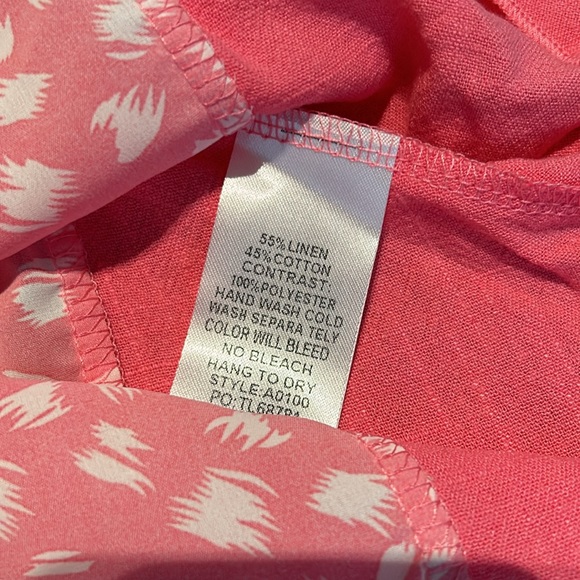 55%LINEN
45%COTTON
CONTRAST:
100%POLYESTER
HAND WASH COLD
WASH SEPARA TELY
COLOR WILL BLEED
NO BLEACH
HANG TO DRY
STYLE:A0100